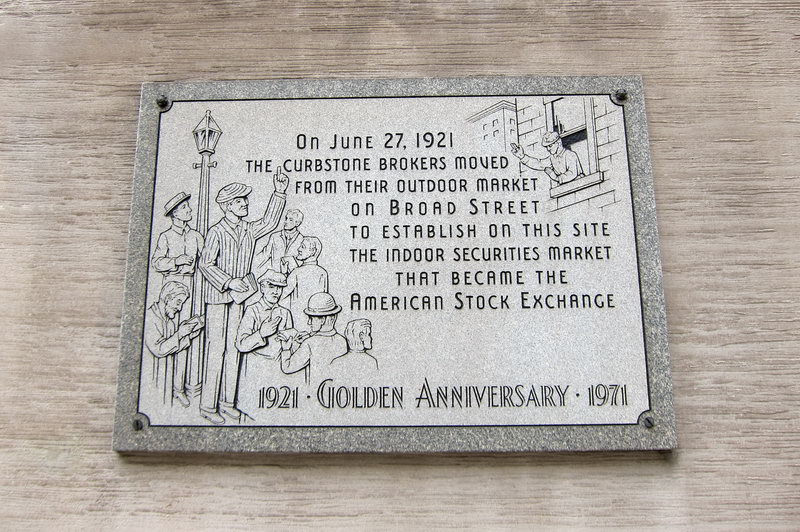 On June 27, 1921
the curbstone brokers moved
from their outdoor market
on Broad Street
to establish on this site
the indoor securities market
that became the
American Stock Exchange
1921 · Golden Anniversary · 1971